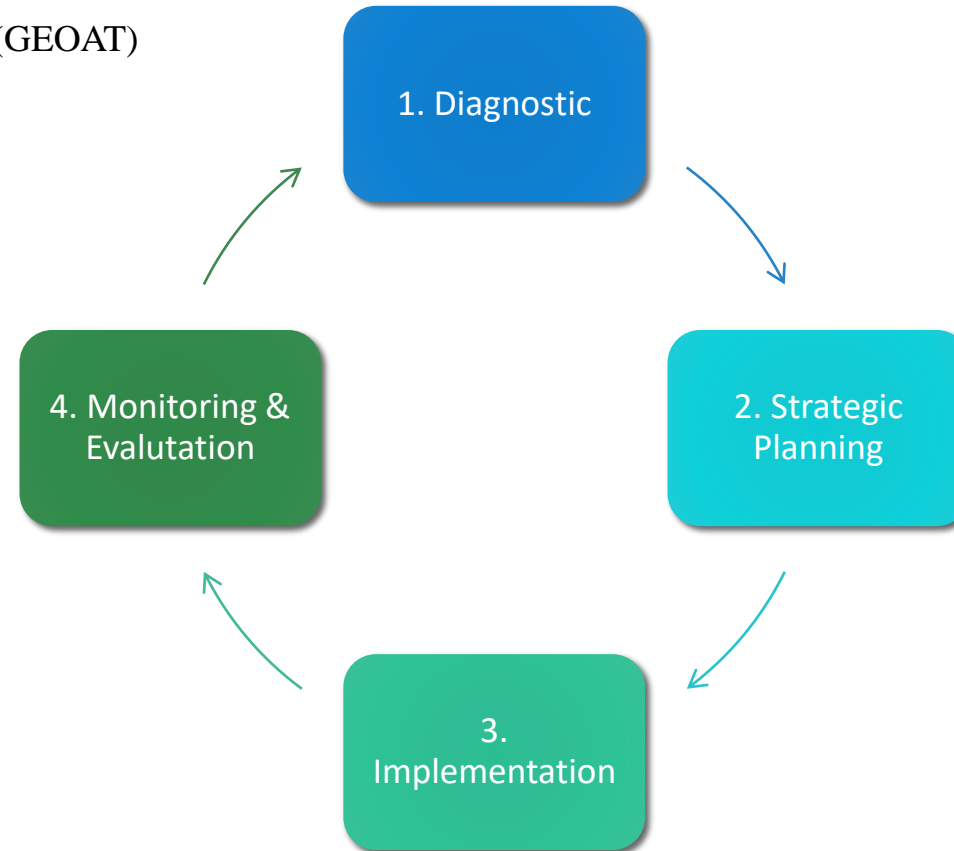 (GEOAT)
1. Diagnostic
2. Strategic
Planning
3.
Implementation
4. Monitoring &
Evalutation